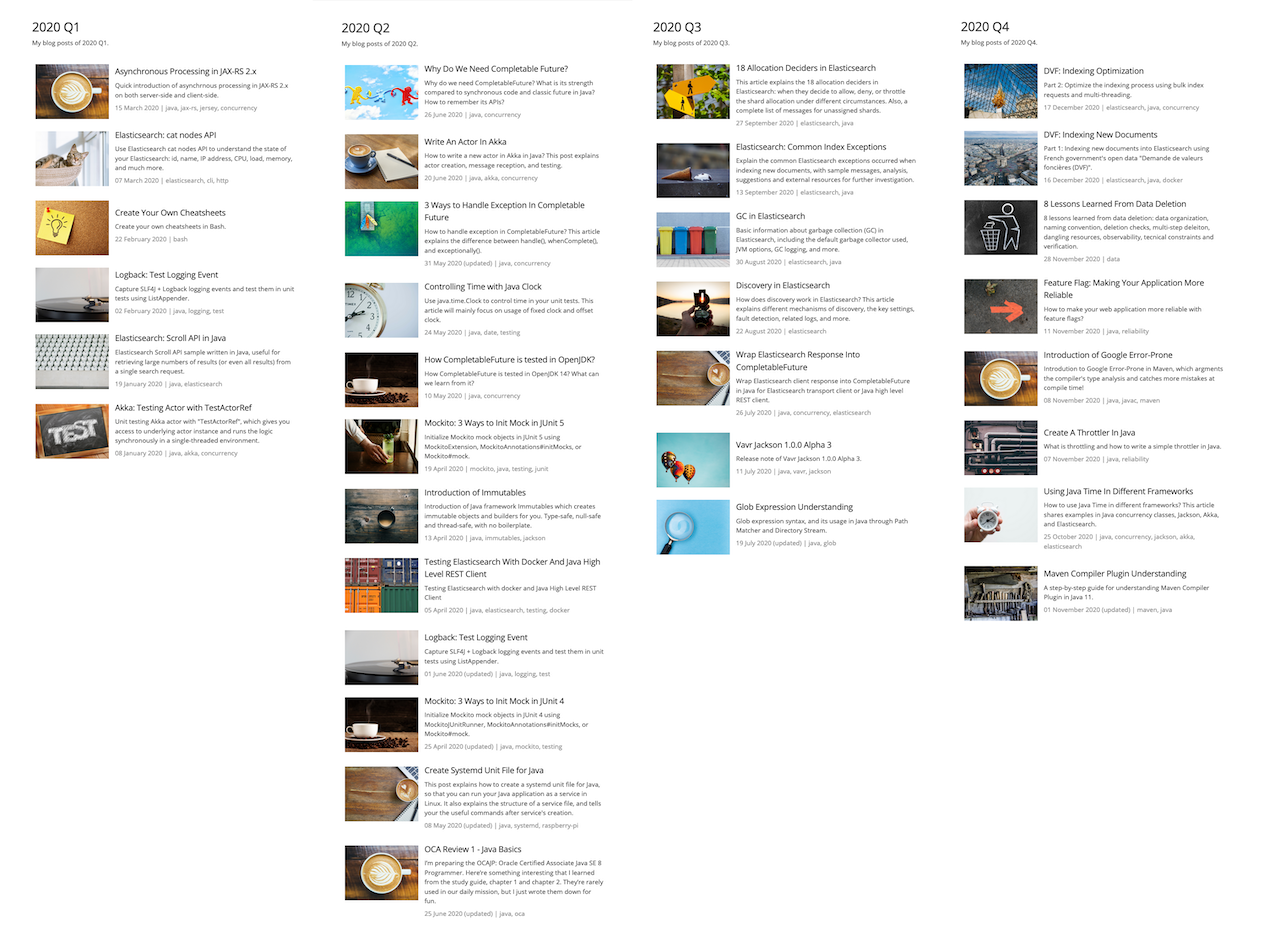 2020 Q1
My blog posts of 2020 Q1.
Asynchronous Processing in JAX-RS 2.x
Quick introduction of asynchrnous processing in JAX-RS 2.x
on both server-side and client-side.
15 March 2020 | java, jax-rs, jersey, concurrency
Elasticsearch: cat nodes API
Use Elasticsearch cat nodes API to understand the state of
your Elasticsearch: id, name, IP address, CPU, load, memory,
and much more.
07 March 2020 | elasticsearch, cli, http
Create Your Own Cheatsheets
Create your own cheatsheets in Bash.
22 February 2020 | bash
Logback: Test Logging Event
Capture SLF4J + Logback logging events and test them in unit
tests using ListAppender.
02 February 2020 | java, logging, test
Elasticsearch: Scroll API in Java
Elasticsearch Scroll API sample written in Java, useful for
retrieving large numbers of results (or even all results) from
a single search request.
19 January 2020 | java, elasticsearch
TEST
Akka: Testing Actor with TestActorRef
Unit testing Akka actor with "TestActorRef", which gives you
access to underlying actor instance and runs the logic
synchronously in a single-threaded environment.
08 January 2020 | java, akka, concurrency
2020 Q2
My blog posts of 2020 Q2.
Why Do We Need Completable Future?
Why do we need CompletableFuture? What is its strength
compared to synchronous code and classic future in Java?
How to remember its APIs?
26 June 2020 | java, concurrency
Write An Actor In Akka
How to write a new actor in Akka in Java? This post explains
actor creation, message reception, and testing.
20 June 2020 | java, akka, concurrency
3 Ways to Handle Exception In Completable
Future
How to handle exception in CompletableFuture? This article
explains the difference between handle(), whenComplete(),
and exceptionally().
31 May 2020 (updated) | java, concurrency
Controlling Time with Java Clock
Use java.time.Clock to control time in your unit tests. This
article will mainly focus on usage of fixed clock and offset
clock.
24 May 2020 | java, date, testing
How CompletableFuture is tested in OpenJDK?
How CompletableFuture is tested in OpenJDK 14? What can
we learn from it?
10 May 2020 | java, concurrency
Mockito: 3 Ways to Init Mock in JUnit 5
Initialize Mockito mock objects in JUnit 5 using
MockitoExtension, MockitoAnnotations#initMocks, or
Mockito#mock.
19 April 2020 | mockito, java, testing, junit
Introduction of Immutables
Introduction of Java framework Immutables which creates
immutable objects and builders for you. Type-safe, null-safe
and thread-safe, with no boilerplate.
13 April 2020 | java, immutables, jackson
Testing Elasticsearch With Docker And Java High
Level REST Client
Testing Elasticsearch with docker and Java High Level REST
Client
05 April 2020 | java, elasticsearch, testing, docker
Logback: Test Logging Event
Capture SLF4J + Logback logging events and test them in your unit
tests using ListAppender.
01 June 2020 (updated) | java, logging, test
Mockito: 3 Ways to Init Mock in JUnit 4
Initialize Mockito mock objects in JUnit 4 using
MockitoJUnitRunner, MockitoAnnotations#initMocks, or
Mockito#mock.
25 April 2020 (updated) | java, mockito, testing
Create Systemd Unit File for Java
This post explains how to create a systemd unit file for Java,
so that you can run your Java application as a service in
Linux. It also explains the structure of a service file, and tells
your the useful commands after service's creation.
08 May 2020 (updated) | java, systemd, raspberry-pi
OCA Review 1 - Java Basics
I'm preparing the OCAJP: Oracle Certified Associate Java SE 8
Programmer. Here're something interesting that I learned
from the study guide, chapter 1 and chapter 2. They're rarely
used in our daily mission, but I just wrote them down for
fun.
25 June 2020 (updated) | java, oca
2020 Q3
My blog posts of 2020 Q3.
18 Allocation Deciders in Elasticsearch
This article explains the 18 allocation deciders in
Elasticsearch: when they decide to allow, deny, or throttle
the shard allocation under different circumstances. Also, a
complete list of messages for unassigned shards.
27 September 2020 | elasticsearch, java
Elasticsearch: Common Index Exceptions
Explain the common Elasticsearch exceptions occurred when
indexing new documents, with sample messages, analysis,
suggestions and external resources for further investigation.
13 September 2020 | elasticsearch, java
GC in Elasticsearch
Basic information about garbage collection (GC) in
Elasticsearch, including the default garbage collector used,
JVM options, GC logging, and more.
30 August 2020 | elasticsearch, java
Discovery in Elasticsearch
How does discovery work in Elasticsearch? This article
explains different mechanisms of discovery, the key settings,
fault detection, related logs, and more.
22 August 2020 | elasticsearch
Wrap Elasticsearch Response Into
CompletableFuture
Wrap Elasticsearch client response into CompletableFuture
in Java for Elasticsearch transport client or Java high level
REST client.
26 July 2020 | java, concurrency, elasticsearch
Vavr Jackson 1.0.0 Alpha 3
Release note of Vavr Jackson 1.0.0 Alpha 3.
11 July 2020 | java, vavr, jackson
Glob Expression Understanding
Glob expression syntax, and its usage in Java through Path
Matcher and Directory Stream.
19 July 2020 (updated) | java, glob
2020 Q4
My blog posts of 2020 Q4.
DVF: Indexing Optimization
Part 2: Optimize the indexing process using bulk index
requests and multi-threading.
17 December 2020 | elasticsearch, java, concurrency
DVF: Indexing New Documents
Part 1: Indexing new documents into Elasticsearch using
French government's open data "Demande de valeurs
foncières (DVF)".
16 December 2020 | elasticsearch, java, docker
8 Lessons Learned From Data Deletion
8 lessons learned from data deletion: data organization,
naming convention, deletion checks, multi-step deleiton,
dangling resources, observability, tecnical constraints and
verification.
28 November 2020 | data
Feature Flag: Making Your Application More
Reliable
How to make your web application more reliable with
feature flags?
11 November 2020 | java, reliability
Introduction of Google Error-Prone
Introdution to Google Error-Prone in Maven, which argments
the compiler's type analysis and catches more mistakes at
compile time!
08 November 2020 | java, javac, maven
Create A Throttler In Java
What is throttling and how to write a simple throttler in Java.
07 November 2020 | java, reliability
Using Java Time In Different Frameworks
How to use Java Time in different frameworks? This article
shares examples in Java concurrency classes, Jackson, Akka,
and Elasticsearch.
25 October 2020 | java, concurrency, jackson, akka,
elasticsearch
Maven Compiler Plugin Understanding
A step-by-step guide for understanding Maven Compiler
Plugin in Java 11.
01 November 2020 (updated) | maven, java